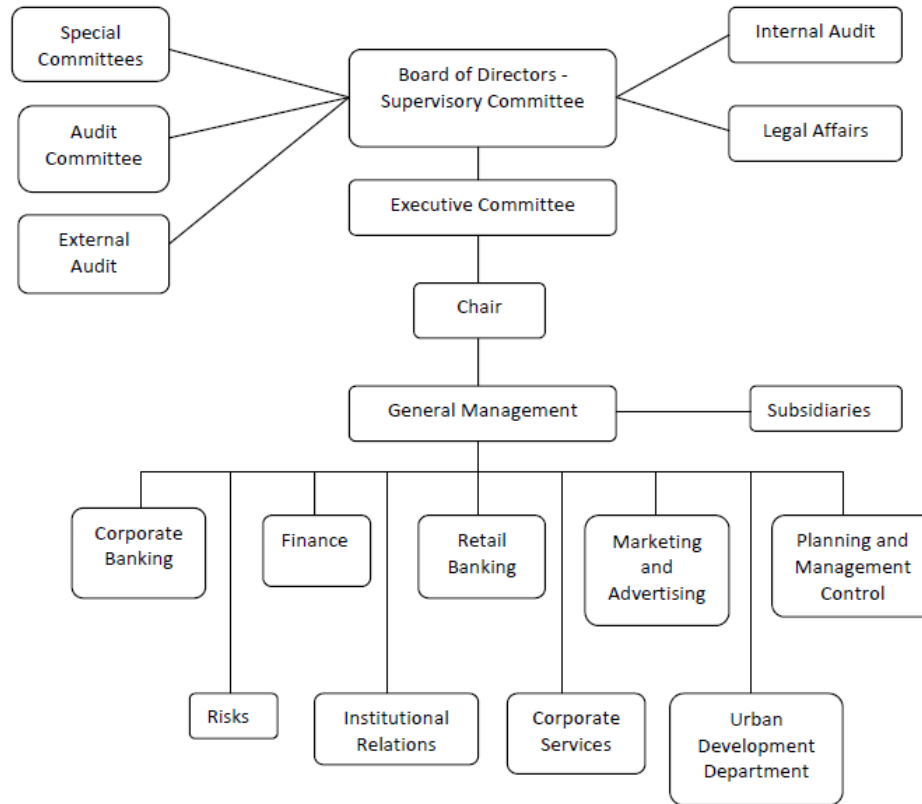 Special
Committees
Board of Directors -
Supervisory Committee
Internal Audit
Audit
Committee
Legal Affairs
External
Audit
Executive Committee
Chair
General Management
Subsidiaries
Corporate
Banking
Finance
Retail
Banking
Marketing
and
Advertising
Planning and
Management
Control
Risks
Institutional
Relations
Corporate
Services
Urban
Development
Department